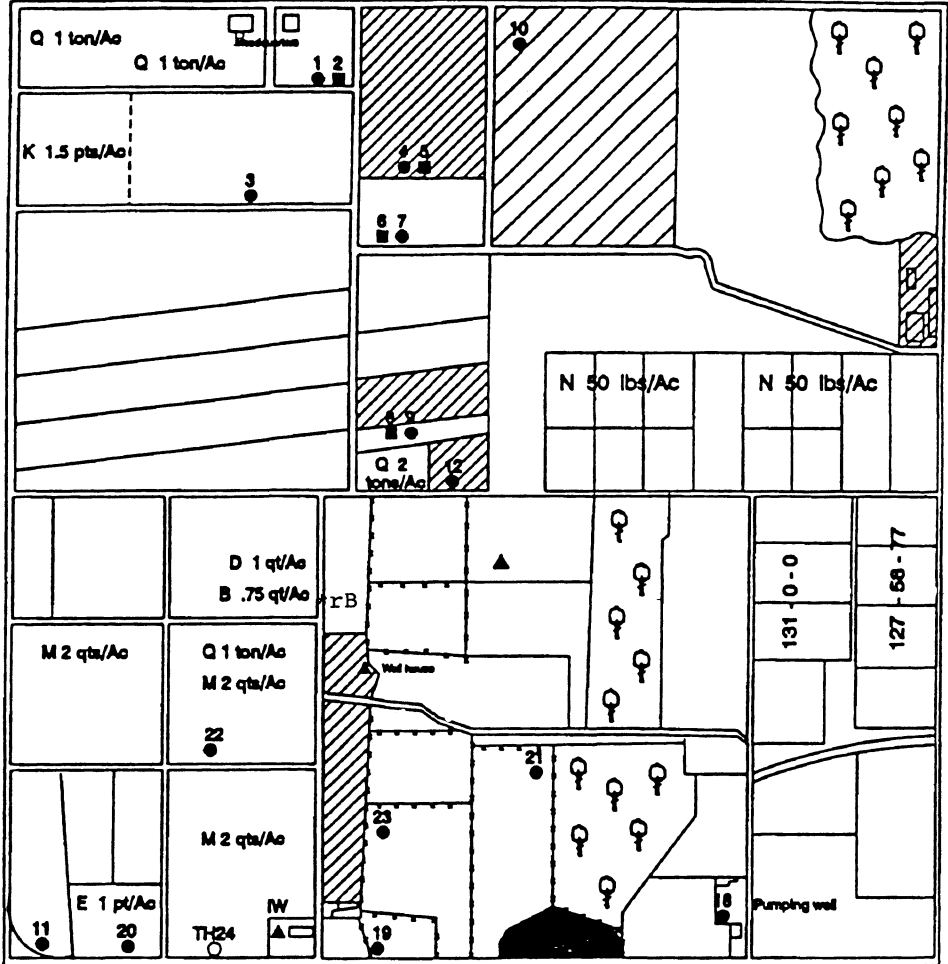 Q 1 ton/Ac
Q 1 ton/Ac
Headquarters
1 2
10
K 1.5 pts/Ac
3
4 5
6 7
N 50 lbs/Ac
N 50 lbs/Ac
8 9
Q 2
tons/Ac
12
D 1 qt/Ac
B .75 qt/Ac
rB
131 - 0 - 0
127 - 58 - 77
M 2 qts/Ac
Q 1 ton/Ac
M 2 qts/Ac
Well house
22
21
23
M 2 qts/Ac
E 1 pt/Ac
IW
18
Pumping well
11
20
TH24
19